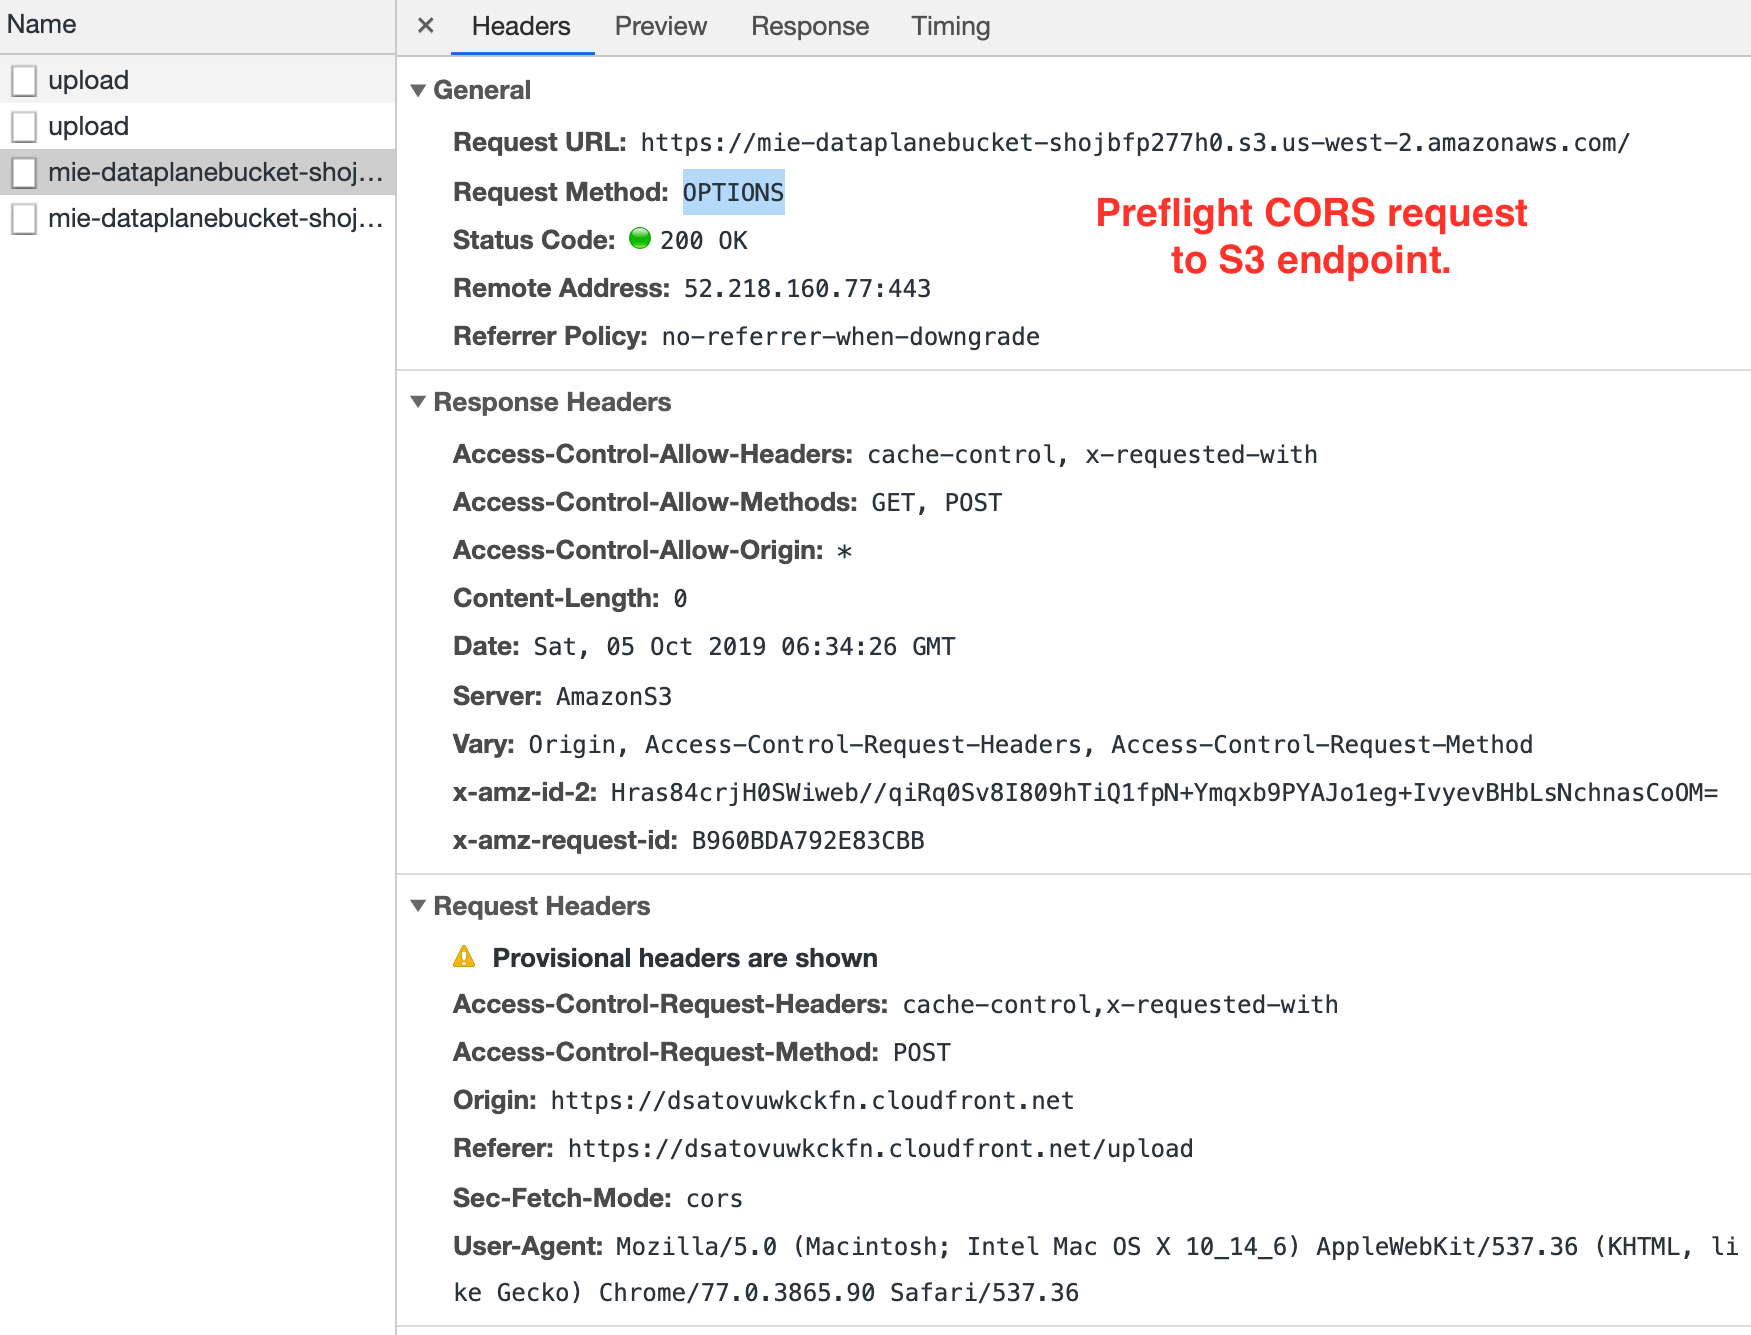 Name
× Headers Preview Response Timing
upload
upload
mie-dataplanebucket-shoj...
mie-dataplanebucket-shoj...
General
Request URL: https://mie-dataplanebucket-shojbfp277h0.s3.us-west-2.amazonaws.com/
Request Method: OPTIONS
Status Code: 200 OK
Remote Address: 52.218.160.77:443
Referrer Policy: no-referrer-when-downgrade
Preflight CORS request
to S3 endpoint.
Response Headers
Access-Control-Allow-Headers: cache-control, x-requested-with
Access-Control-Allow-Methods: GET, POST
Access-Control-Allow-Origin: *
Content-Length: 0
Date: Sat, 05 Oct 2019 06:34:26 GMT
Server: AmazonS3
Vary: Origin, Access-Control-Request-Headers, Access-Control-Request-Method
x-amz-id-2: Hras84crjH0SWiweb//qiRq0Sv8I809hTiQ1fpN+Ymqxb9PYAJo1eg+IvyevBHbLsNchnasCoOM=
x-amz-request-id: B960BDA792E83CBB
Request Headers
Provisional headers are shown
Access-Control-Request-Headers: cache-control,x-requested-with
Access-Control-Request-Method: POST
Origin: https://dsatovuwkckfn.cloudfront.net
Referer: https://dsatovuwkckfn.cloudfront.net/upload
Sec-Fetch-Mode: cors
User-Agent: Mozilla/5.0 (Macintosh; Intel Mac OS X 10_14_6) AppleWebKit/537.36 (KHTML, li
ke Gecko) Chrome/77.0.3865.90 Safari/537.36